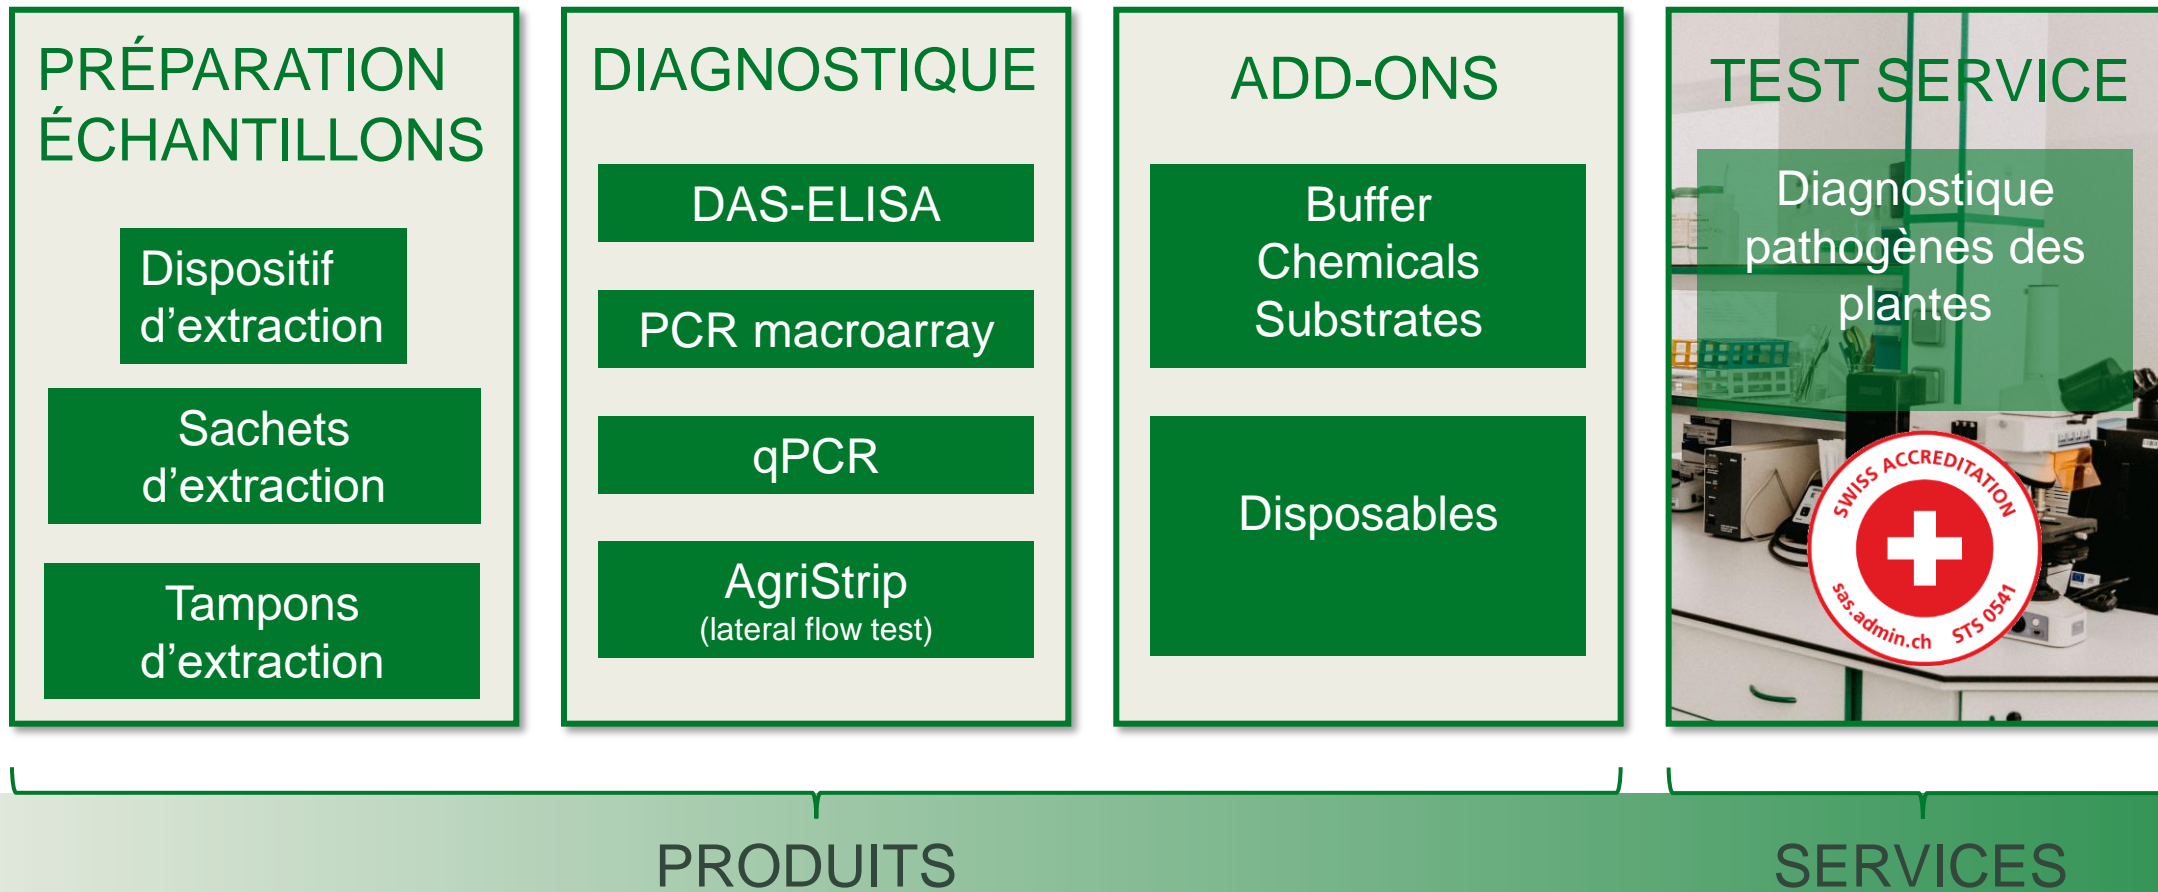 PRÉPARATION
ÉCHANTILLONS
Dispositif
d’extraction
Sachets
d’extraction
Tampons
d’extraction
DIAGNOSTIQUE
DAS-ELISA
PCR macroarray
qPCR
AgriStrip
(lateral flow test)
ADD-ONS
Buffer
Chemicals
Substrates
Disposables
TEST SERVICE
Diagnostique
pathogènes des
plantes
SWISS ACCREDITATION
sas.admin.ch STS 0541
PRODUITS
SERVICES